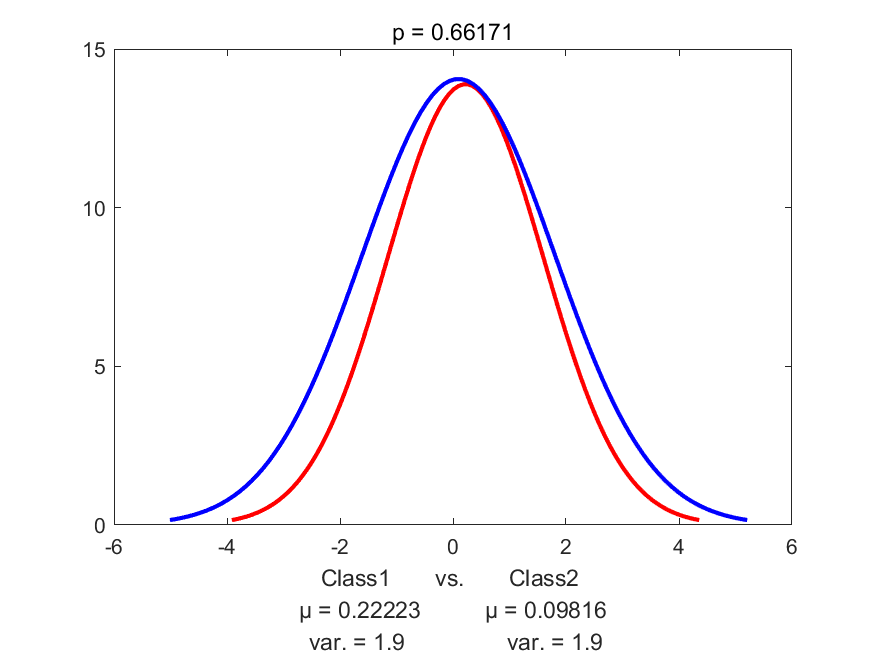 p = 0.66171
15
10
5
0
-6 -4 -2 0 2 4 6
Class1 vs. Class2
μ = 0.22223 μ = 0.09816
var. = 1.9 var. = 1.9